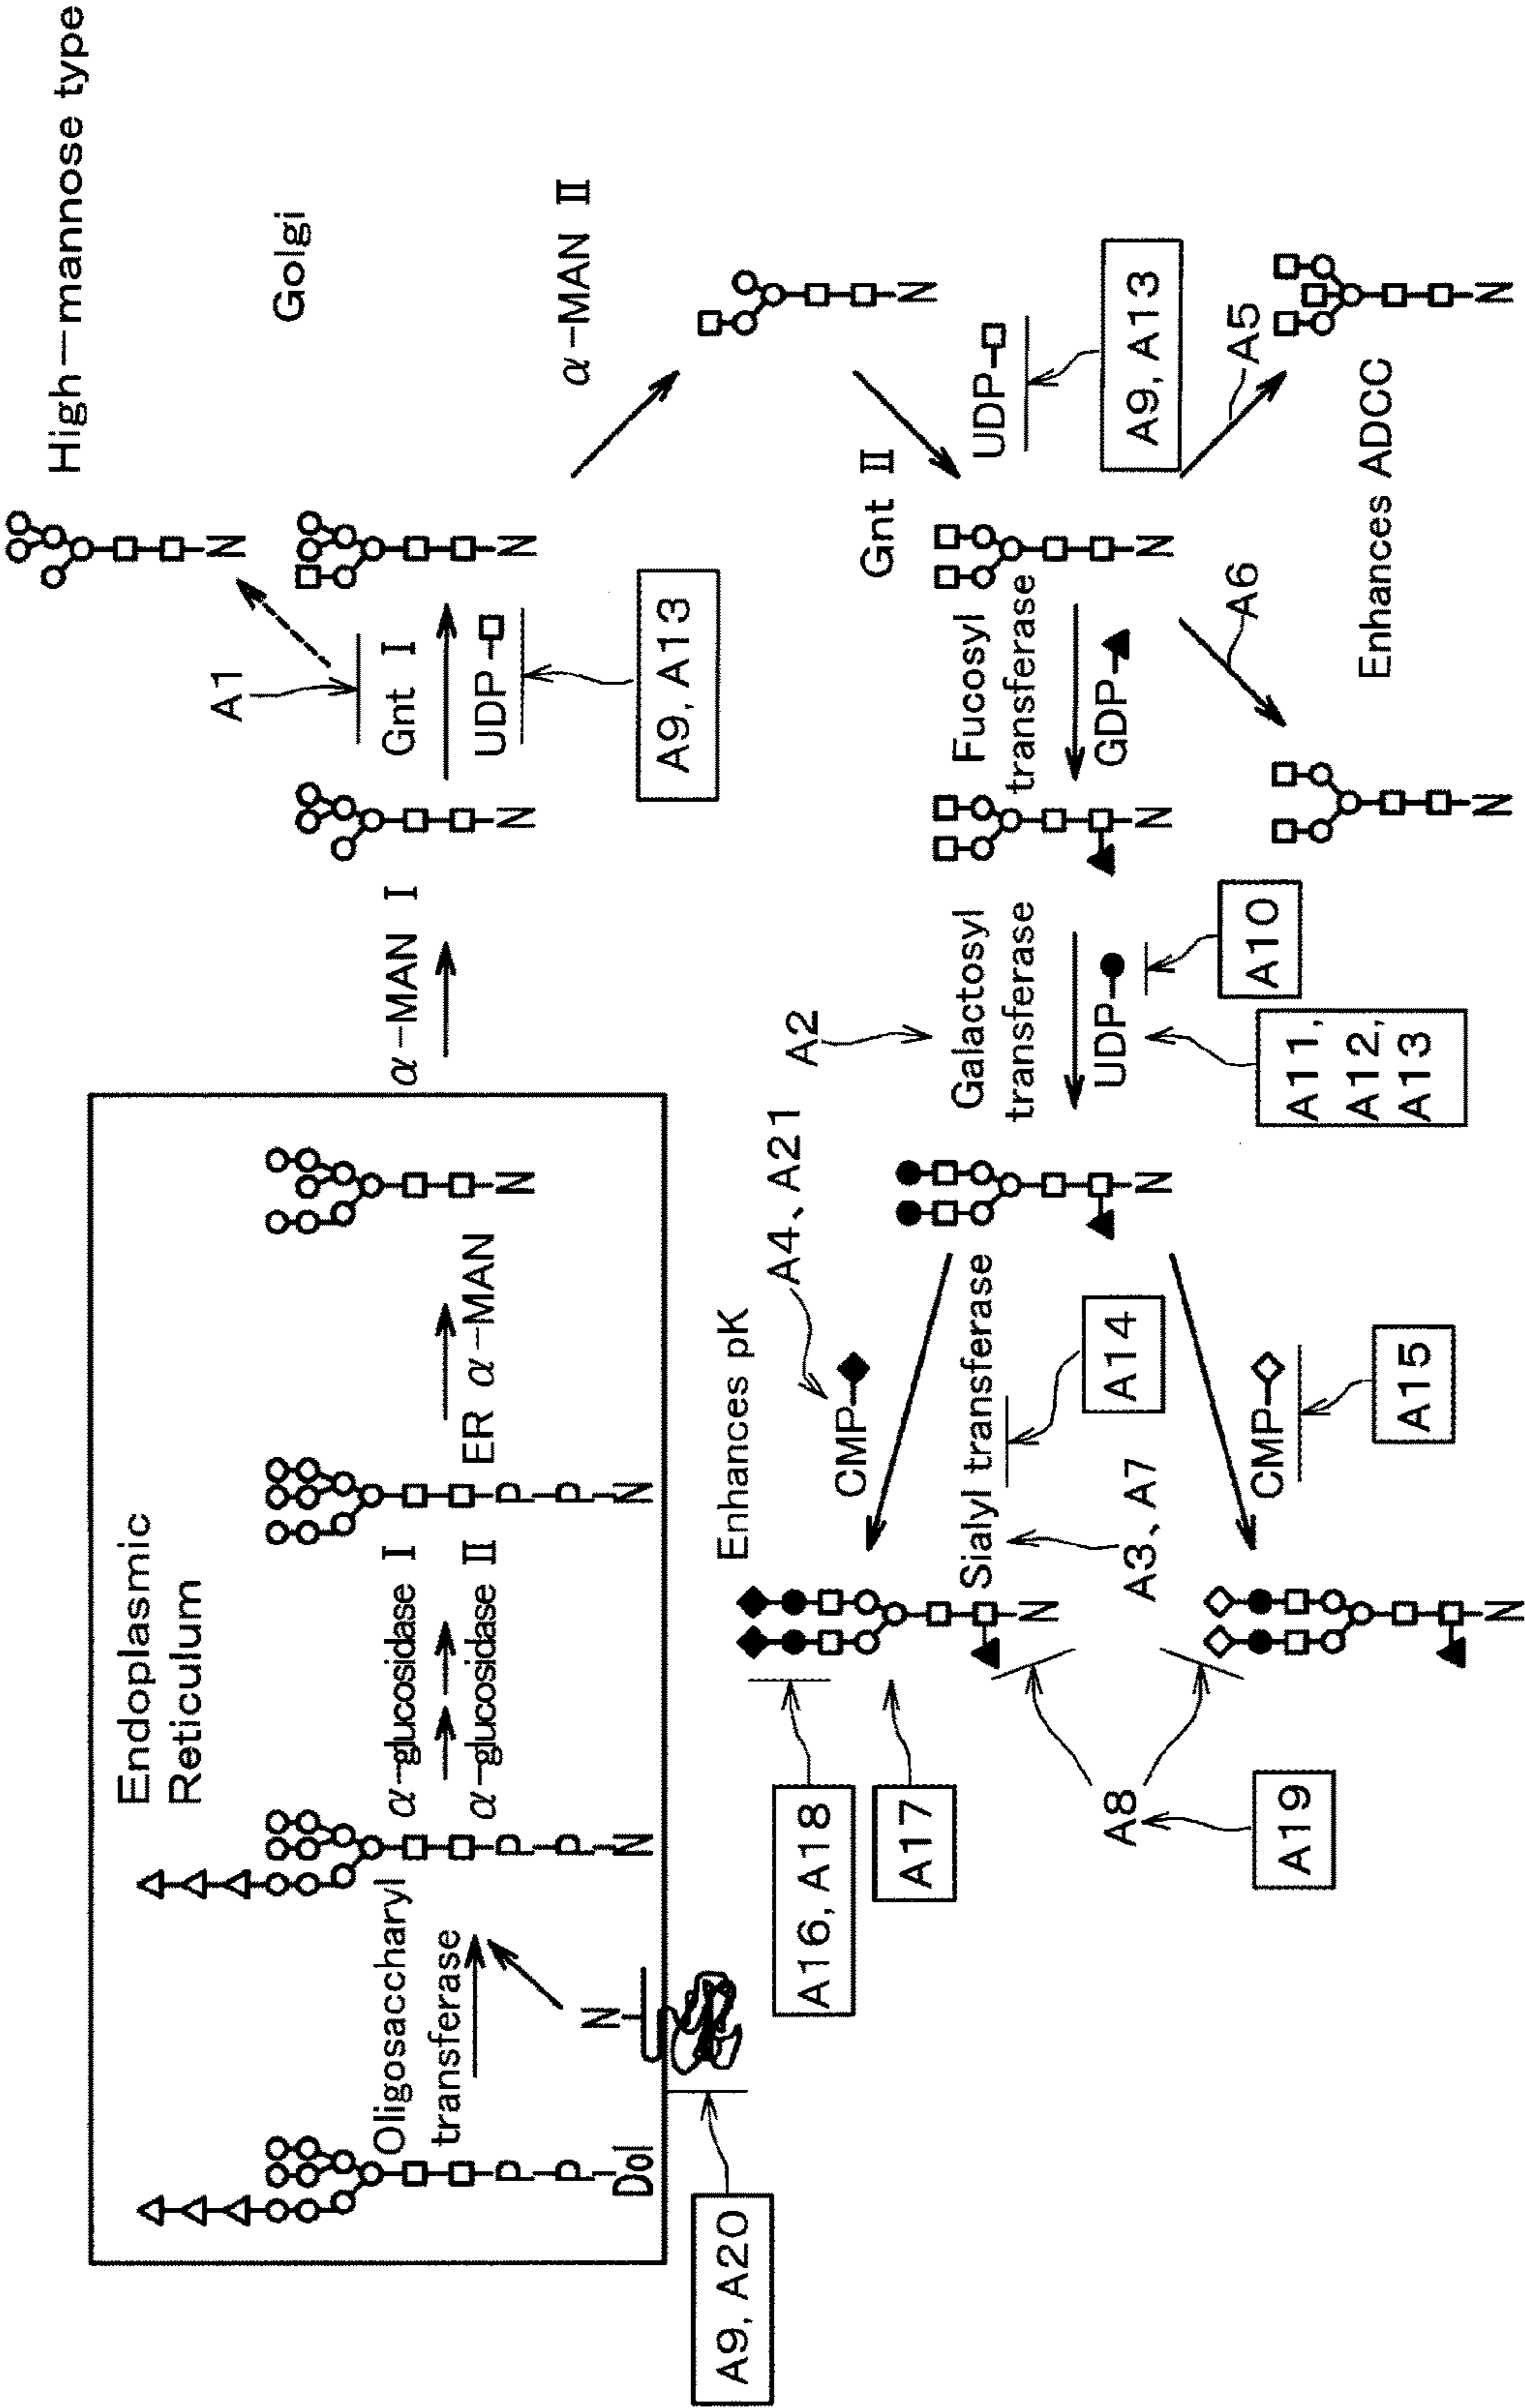 Endoplasmic
Reticulum
Oligosaccharyl
transferase
α-glucosidase I
α-glucosidase II
ER α-MAN
P
P
Dol
N
P
P
N
P
P
N
N
A9, A20
α-MAN I
N
A1
Gnt I
UDP
A9, A13
N
N
High-mannose type
Golgi
α-MAN II
N
Gnt II
UDP
A9, A13
N
A5
N
Enhances ADCC
A6
N
Fucosyl
transferase
GDP
N
A2
Galactosyl
transferase
UDP
A10
A11,
A12,
A13
N
A4、A21
Enhances pK
CMP
Sialyl transferase
A14
A3、A7
CMP
A15
N
N
A16, A18
A17
A8
A19